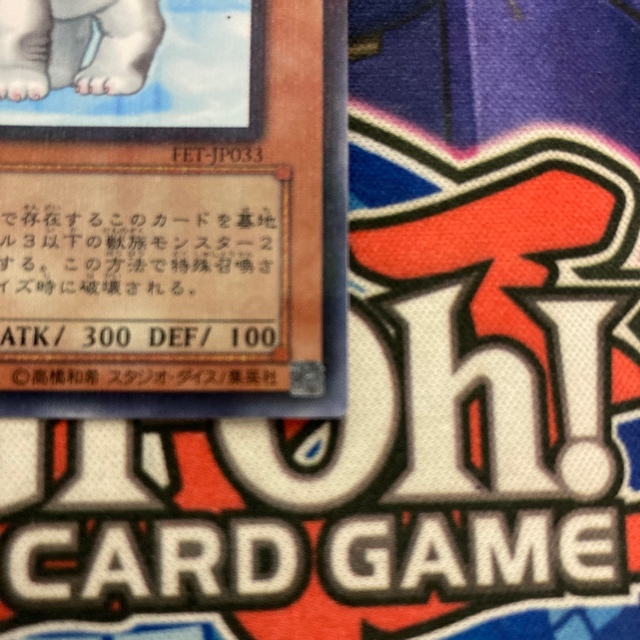 FET-JP033
で存在するこのカードを墓地
ル3以下の獣族モンスター2
する。この方法で特殊召喚さ
イズ時に破壊される。
ATK/ 300 DEF/ 100
©高橋和希 スタジオ・ダイス/集英社
Oh!
CARD GAME